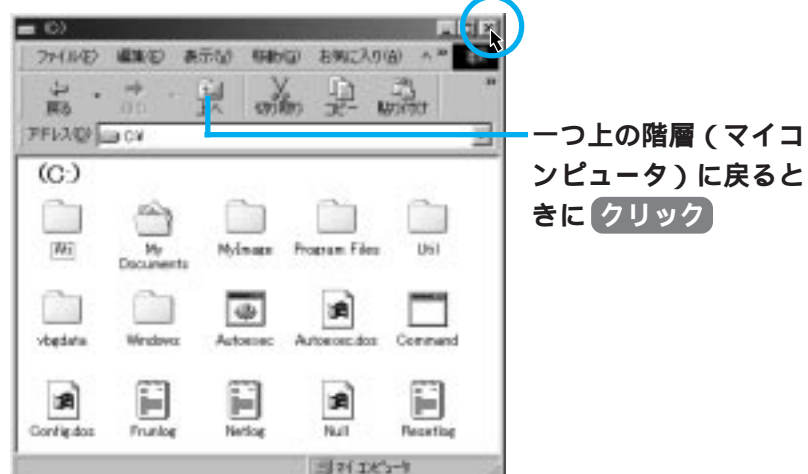 (C:)
ファイル(F) 編集(E) 表示(V) 移動(G) お気に入り(A) へ »
戻る 上へ 切り取り コピー 貼り付け »
アドレス(D) C:¥
(C:)
My Documents
MyImage
Program Files
Util
vbgdata
Windows
Autoexec
Autoexec.dos
Command
Config.dos
Frunlog
Netlog
Null
Resetlog
マイ コンピュータ
一つ上の階層（マイコ
ンピュータ）に戻ると
きに クリック